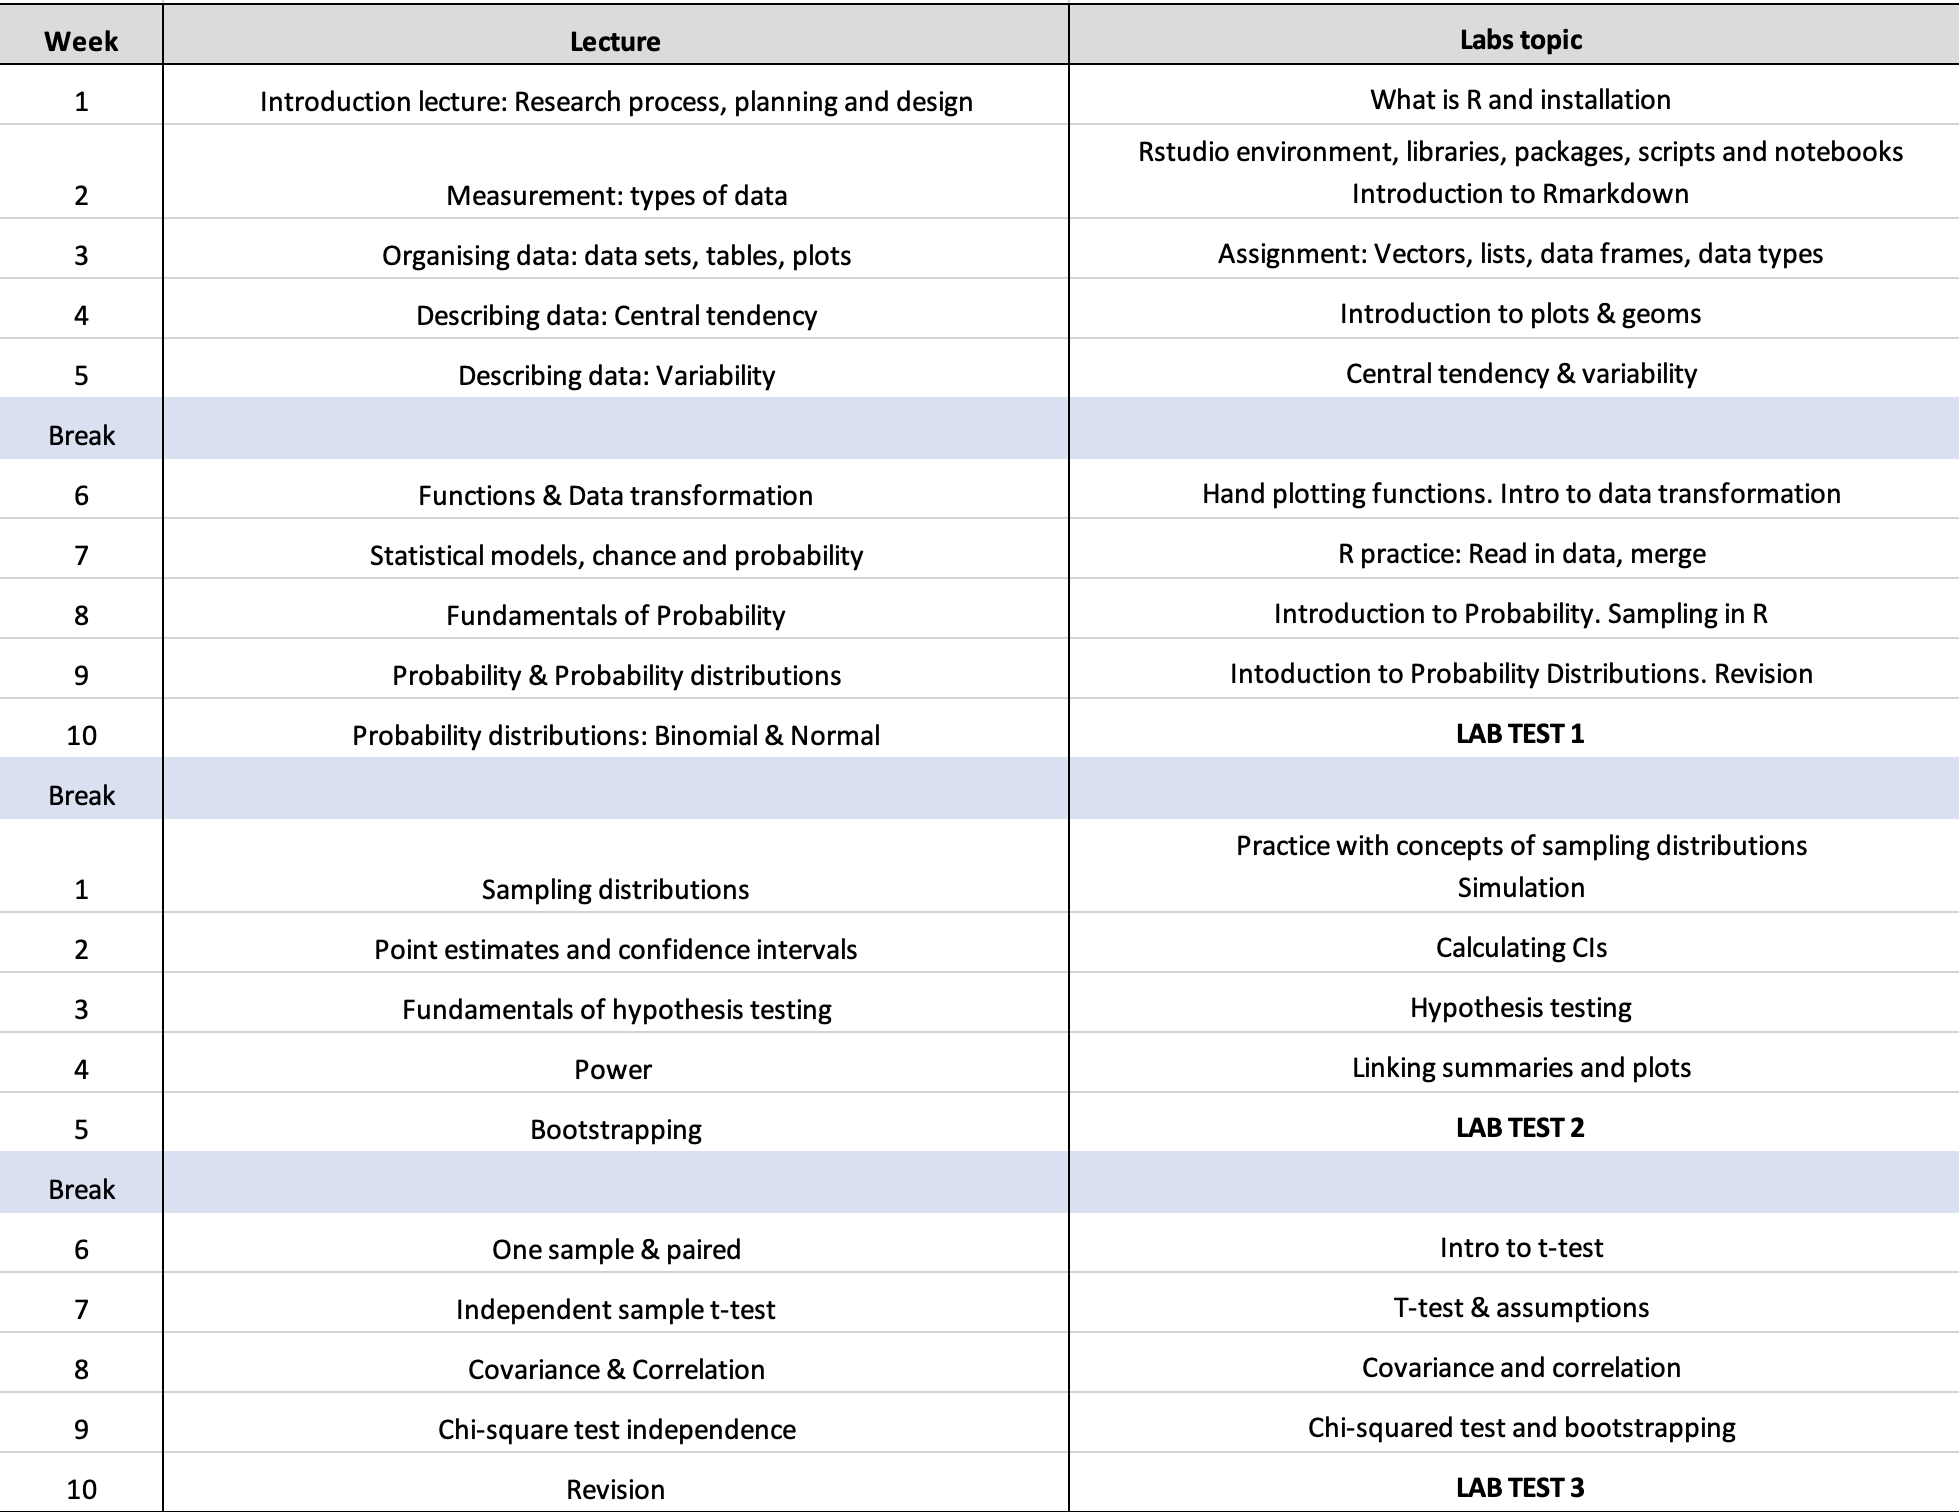 Week Lecture Labs topic
1 Introduction lecture: Research process, planning and design What is R and installation
Rstudio environment, libraries, packages, scripts and notebooks
2 Measurement: types of data Introduction to Rmarkdown
3 Organising data: data sets, tables, plots Assignment: Vectors, lists, data frames, data types
4 Describing data: Central tendency Introduction to plots & geoms
5 Describing data: Variability Central tendency & variability
Break
6 Functions & Data transformation Hand plotting functions. Intro to data transformation
7 Statistical models, chance and probability R practice: Read in data, merge
8 Fundamentals of Probability Introduction to Probability. Sampling in R
9 Probability & Probability distributions Intoduction to Probability Distributions. Revision
10 Probability distributions: Binomial & Normal LAB TEST 1
Break
Practice with concepts of sampling distributions
1 Sampling distributions Simulation
2 Point estimates and confidence intervals Calculating CIs
3 Fundamentals of hypothesis testing Hypothesis testing
4 Power Linking summaries and plots
5 Bootstrapping LAB TEST 2
Break
6 One sample & paired Intro to t-test
7 Independent sample t-test T-test & assumptions
8 Covariance & Correlation Covariance and correlation
9 Chi-square test independence Chi-squared test and bootstrapping
10 Revision LAB TEST 3